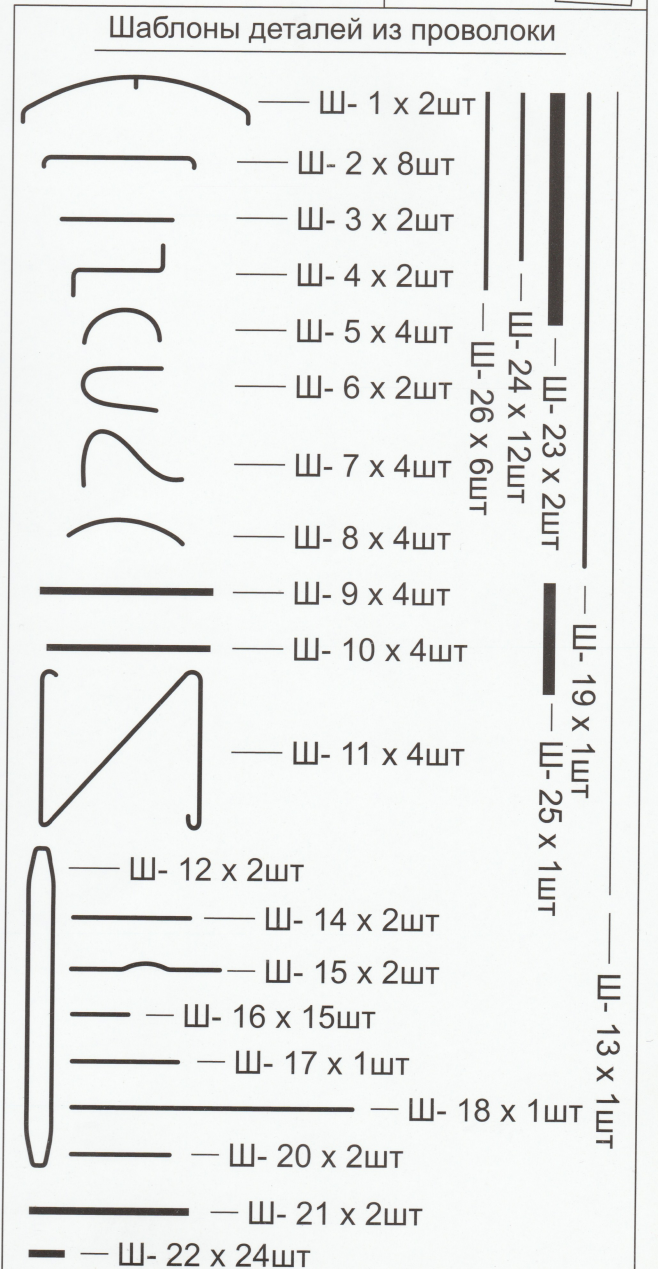 Шаблоны деталей из проволоки
Ш- 1 х 2шт
Ш- 2 х 8шт
Ш- 3 х 2шт
Ш- 4 х 2шт
Ш- 5 х 4шт
Ш- 6 х 2шт
Ш- 7 х 4шт
Ш- 8 х 4шт
Ш- 9 х 4шт
Ш- 10 х 4шт
Ш- 11 х 4шт
Ш- 12 х 2шт
Ш- 14 х 2шт
Ш- 15 х 2шт
Ш- 16 х 15шт
Ш- 17 х 1шт
Ш- 18 х 1шт
Ш- 20 х 2шт
Ш- 21 х 2шт
Ш- 22 х 24шт
Ш- 26 х 6шт
Ш- 24 х 12шт
Ш- 23 х 2шт
Ш- 25 х 1шт
Ш- 19 х 1шт
Ш- 13 х 1шт